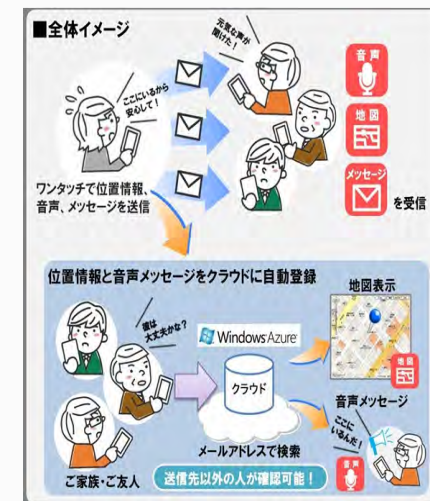 ■全体イメージ
元気な声が
聞けた!
ここにいるから
安心して!
音声
地図
メッセージ
を受信
ワンタッチで位置情報、
音声、メッセージを送信
位置情報と音声メッセージをクラウドに自動登録
彼は
大丈夫かな?
Windows Azure
地図表示
地図
クラウド
音声メッセージ
ここに
いるんだ!
メールアドレスで検索
ご家族・ご友人
送信先以外の人が確認可能!
音声